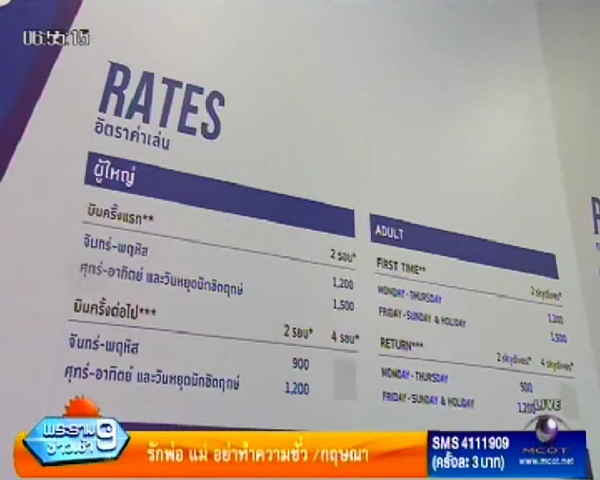 06:55:15
RATES
อัตราค่าเล่น
ผู้ใหญ่
บินครั้งแรก**
2 รอบ*
จันทร์-พฤหัส
1,200
ศุกร์-อาทิตย์ และวันหยุดนักขัตฤกษ์
1,500
บินครั้งต่อไป***
2 รอบ* 4 รอบ*
จันทร์-พฤหัส
900
ศุกร์-อาทิตย์ และวันหยุดนักขัตฤกษ์
1,200
ADULT
FIRST TIME**
2 skydives*
MONDAY-THURSDAY
1,200
FRIDAY-SUNDAY & HOLIDAY
1,500
RETURN***
2 skydives* 4 skydives*
MONDAY-THURSDAY
900
FRIDAY-SUNDAY & HOLIDAY
1,200
LIVE
พระราม 9
ข่าวเช้า
รักพ่อ แม่ อย่าทำความชั่ว /กฤษณา
SMS 4111909
(ครั้งละ 3 บาท)
MCOT
www.mcot.net